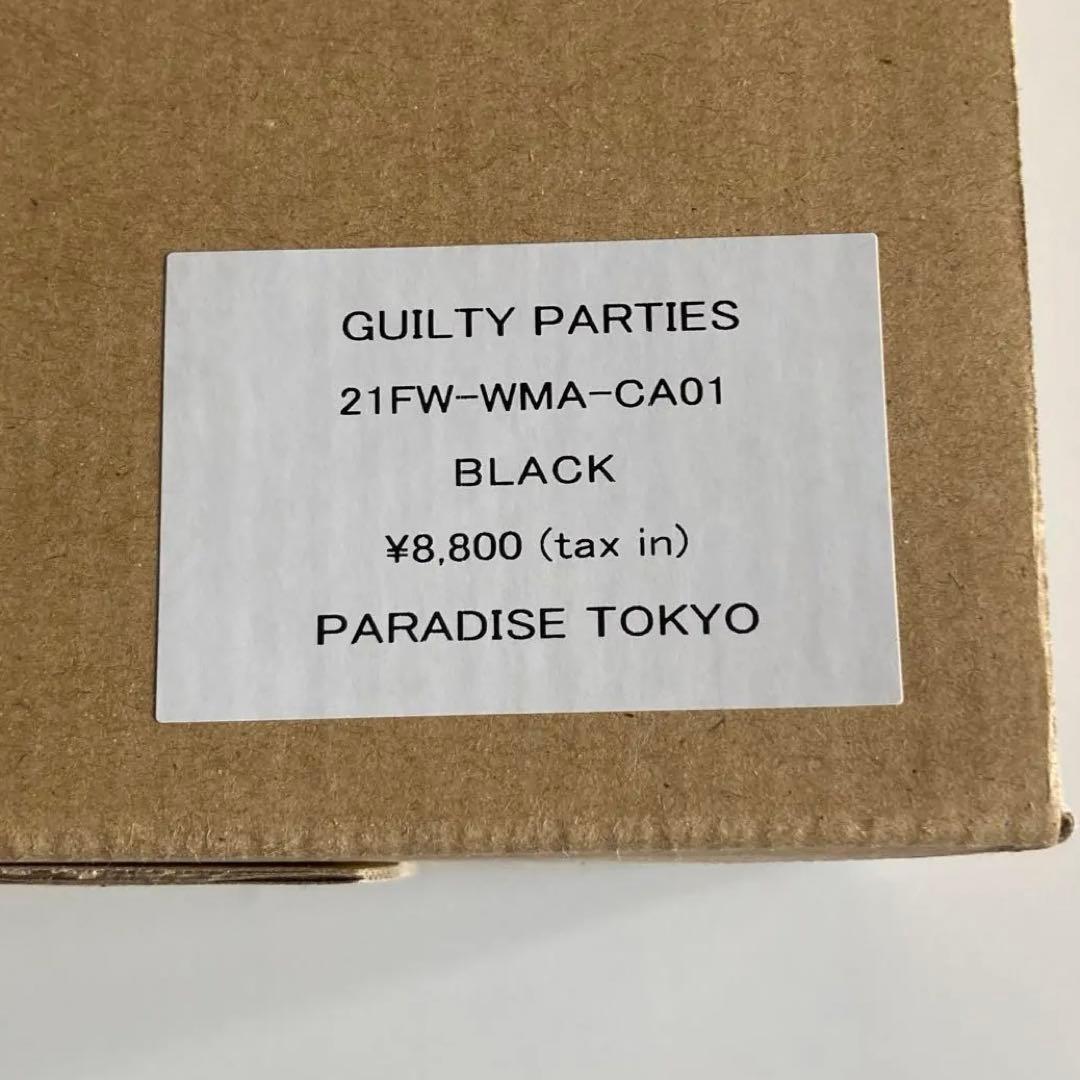 GUILTY PARTIES
21FW-WMA-CA01
BLACK
¥8,800 (tax in)
PARADISE TOKYO